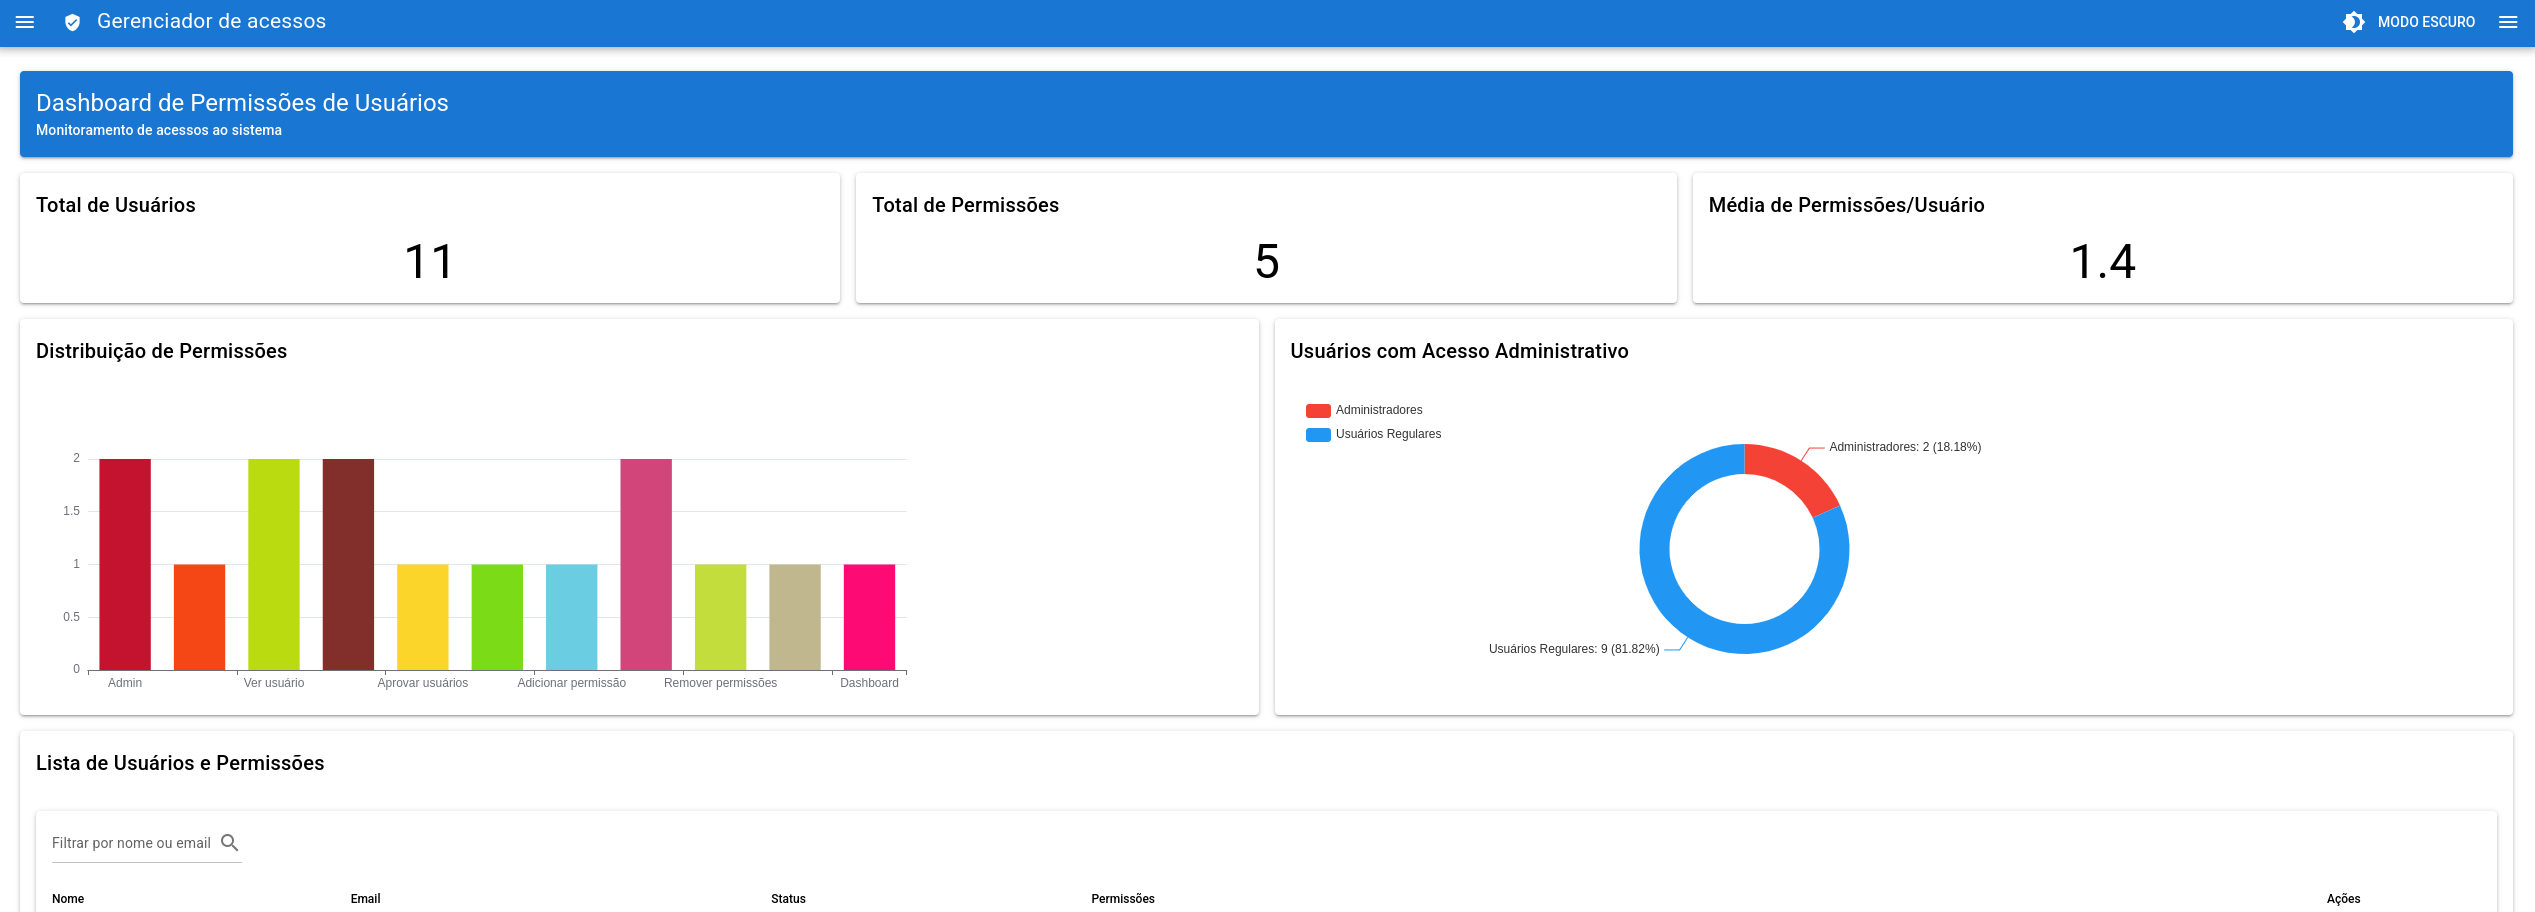 Gerenciador de acessos
MODO ESCURO
Dashboard de Permissões de Usuários
Monitoramento de acessos ao sistema
Total de Usuários
11
Total de Permissões
5
Média de Permissões/Usuário
1.4
Distribuição de Permissões
2
1.5
1
0.5
0
Admin
Ver usuário
Aprovar usuários
Adicionar permissão
Remover permissões
Dashboard
Usuários com Acesso Administrativo
Administradores
Usuários Regulares
Administradores: 2 (18.18%)
Usuários Regulares: 9 (81.82%)
Lista de Usuários e Permissões
Filtrar por nome ou email
Nome
Email
Status
Permissões
Ações